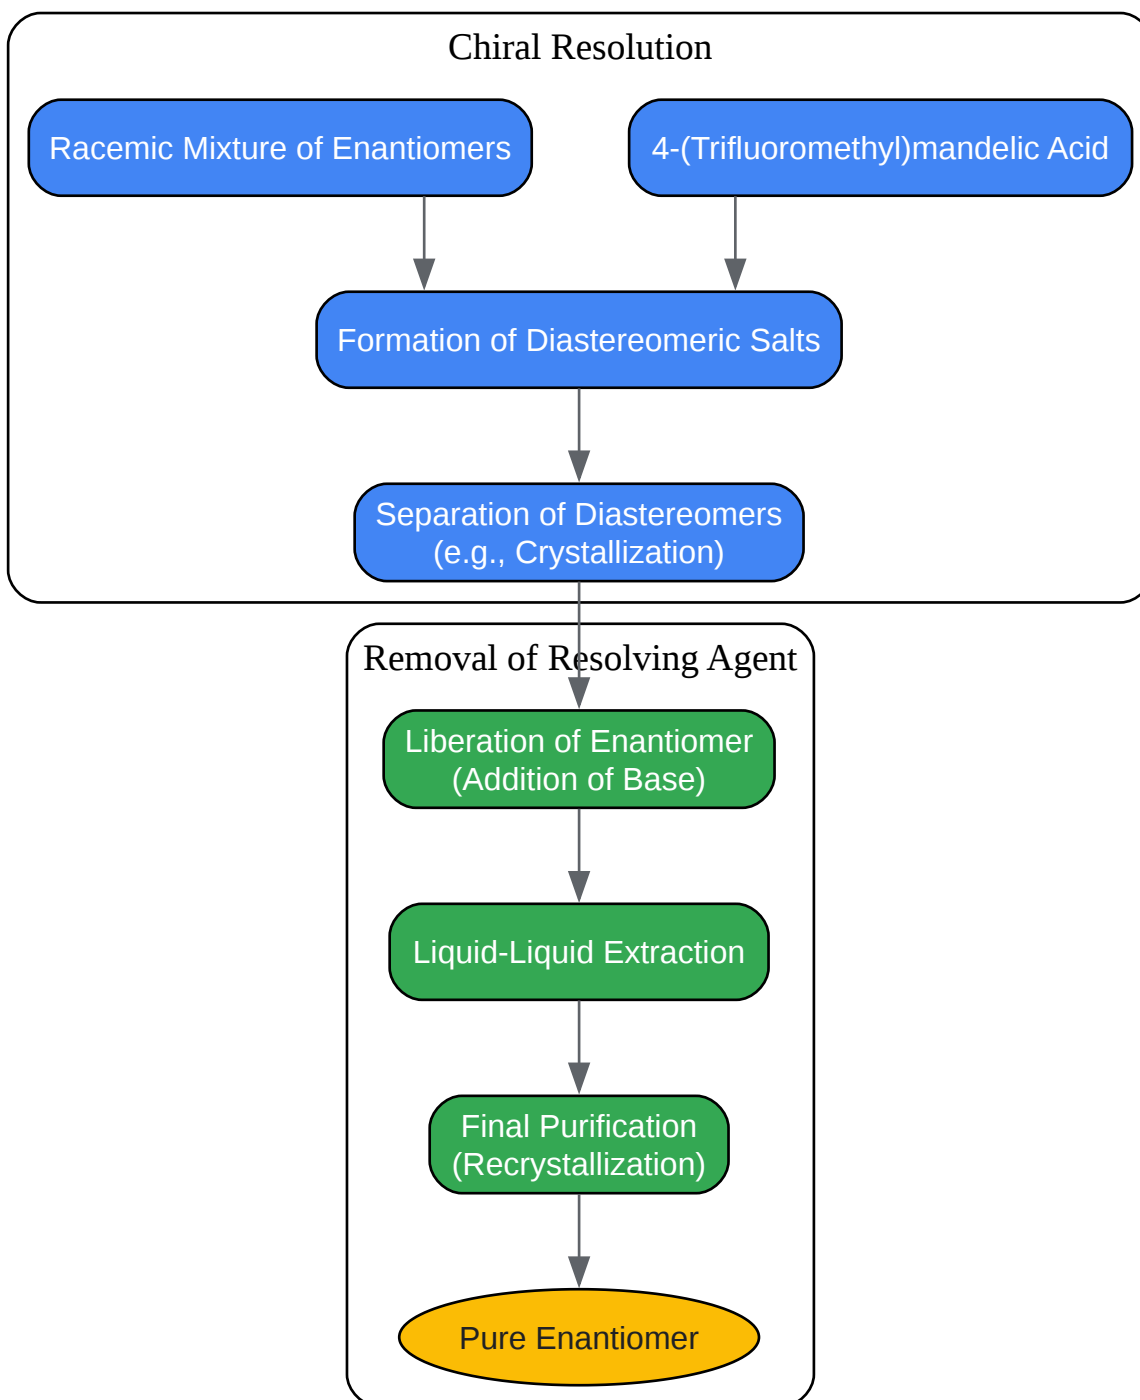 Chiral Resolution
Racemic Mixture of Enantiomers
4-(Trifluoromethyl)mandelic Acid
Formation of Diastereomeric Salts
Separation of Diastereomers
(e.g., Crystallization)
Removal of Resolving Agent
Liberation of Enantiomer
(Addition of Base)
Liquid-Liquid Extraction
Final Purification
(Recrystallization)
Pure Enantiomer